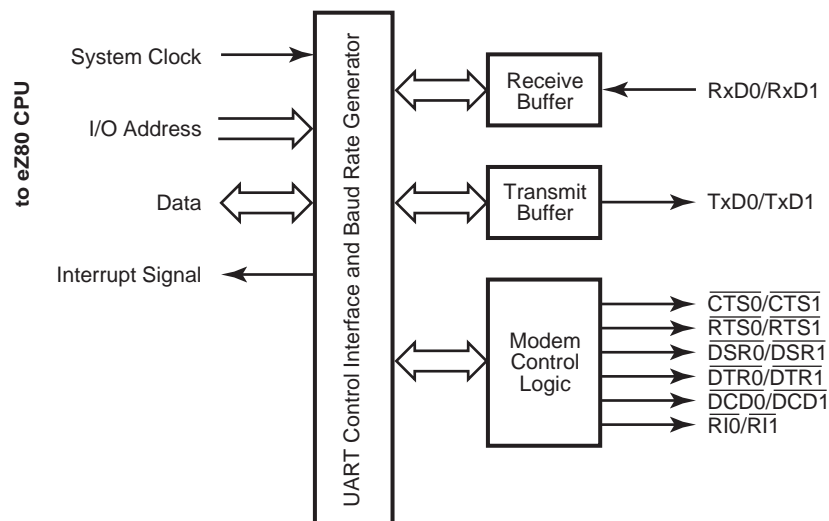 to eZ80 CPU
System Clock
I/O Address
Data
Interrupt Signal
UART Control Interface and Baud Rate Generator
Receive
Buffer
RxD0/RxD1
Transmit
Buffer
TxD0/TxD1
Modem
Control
Logic
CTS0/CTS1
RTS0/RTS1
DSR0/DSR1
DTR0/DTR1
DCD0/DCD1
RI0/RI1